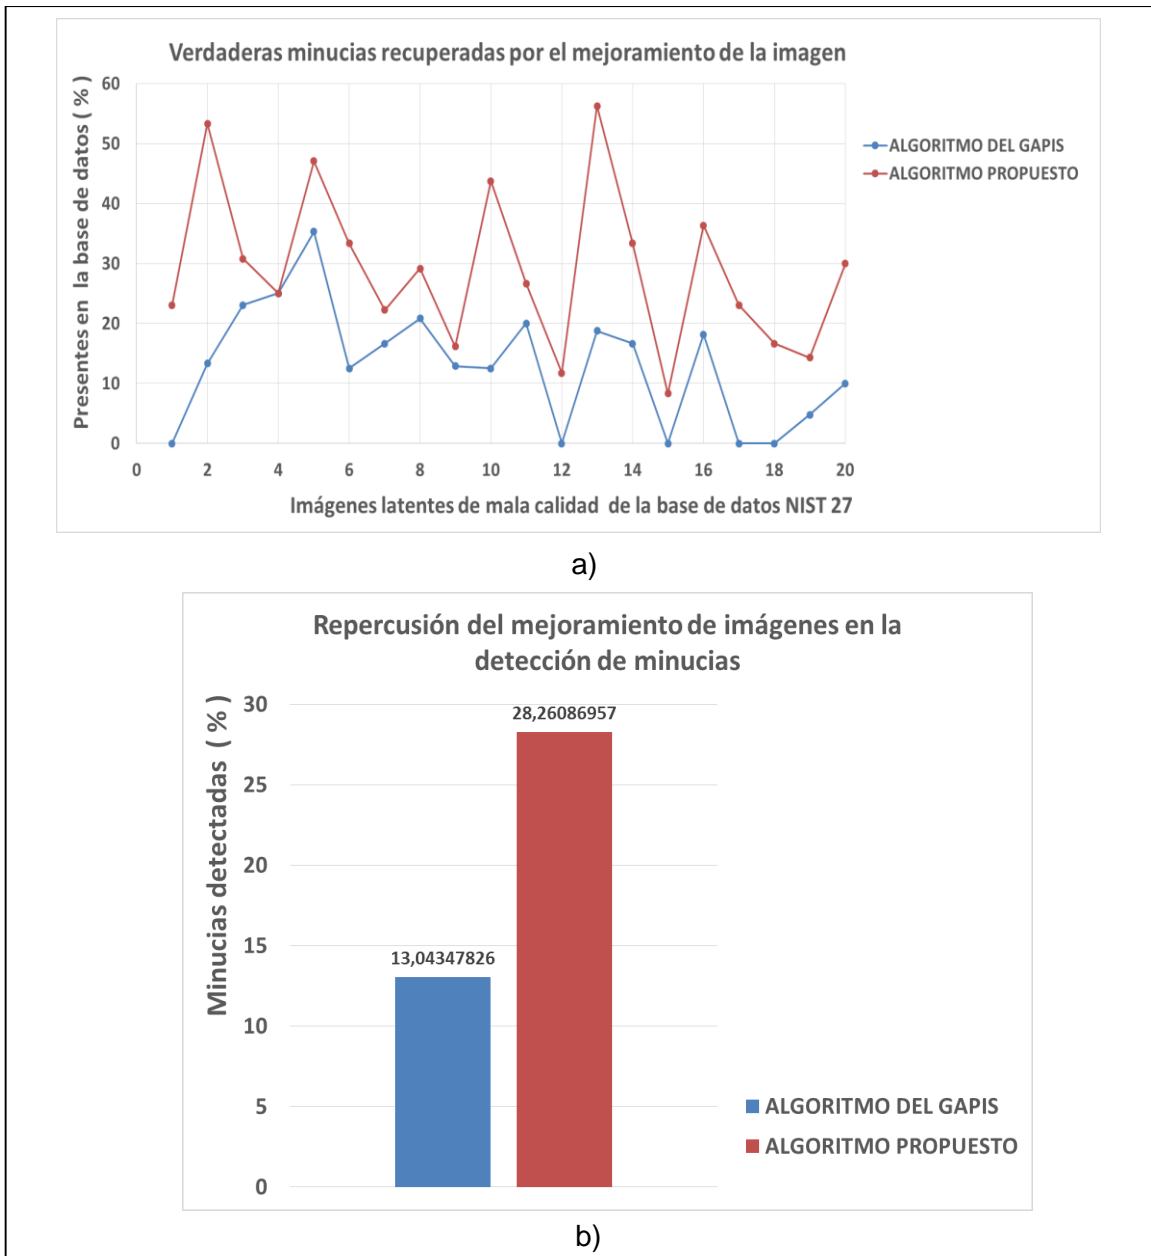 Verdaderas minucias recuperadas por el mejoramiento de la imagen
Presentes en la base de datos ( % )
60
50
40
30
20
10
0
0 2 4 6 8 10 12 14 16 18 20
Imágenes latentes de mala calidad de la base de datos NIST 27
ALGORITMO DEL GAPIS
ALGORITMO PROPUESTO
a)
Repercusión del mejoramiento de imágenes en la
detección de minucias
Minucias detectadas ( % )
30
25
20
15
10
5
0
13,04347826
28,26086957
ALGORITMO DEL GAPIS
ALGORITMO PROPUESTO
b)